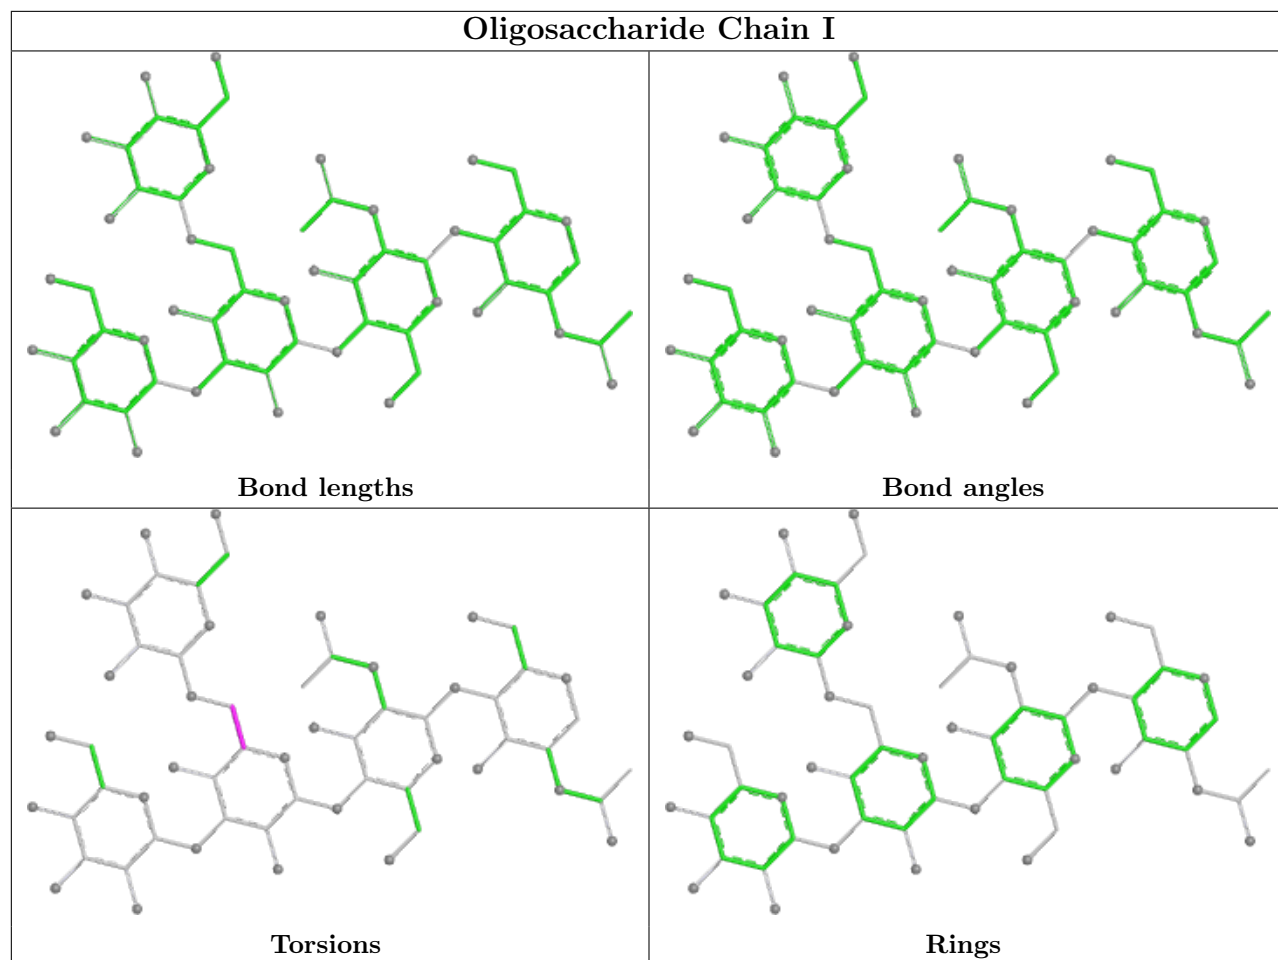 Oligosaccharide Chain I
Bond lengths
Bond angles
Torsions
Rings